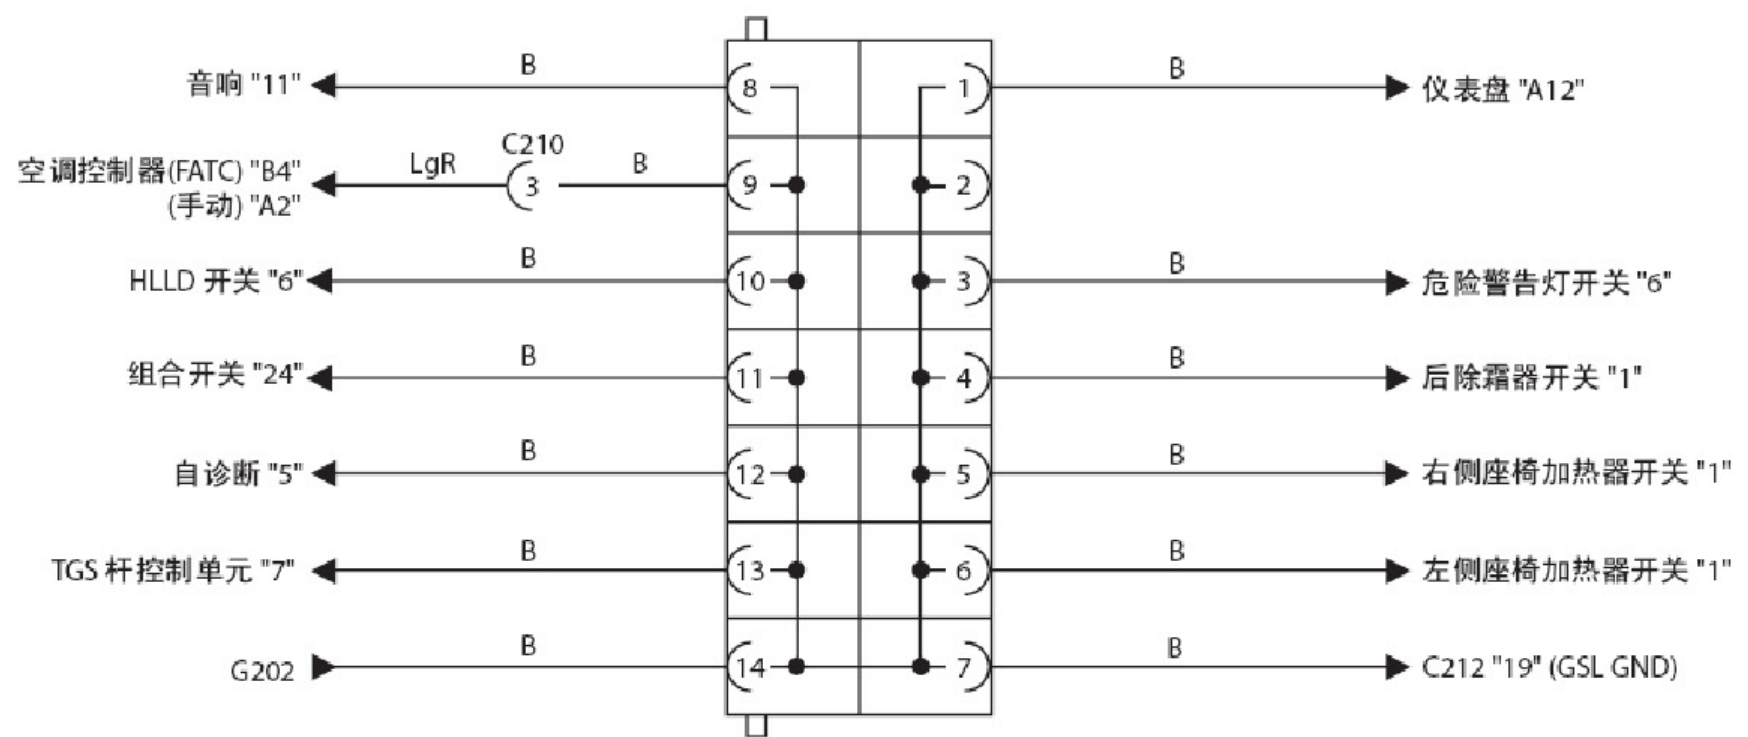 B
音响 "11"
8
1
B
仪表盘 "A12"
空调控制器(FATC) "B4"
(手动) "A2"
LgR
C210
3
B
9
2
HLLD 开关 "6"
B
10
3
B
危险警告灯开关 "6"
组合开关 "24"
B
11
4
B
后除霜器开关 "1"
自诊断 "5"
B
12
5
B
右侧座椅加热器开关 "1"
TGS 杆控制单元 "7"
B
13
6
B
左侧座椅加热器开关 "1"
G202
B
14
7
B
C212 "19" (GSL GND)